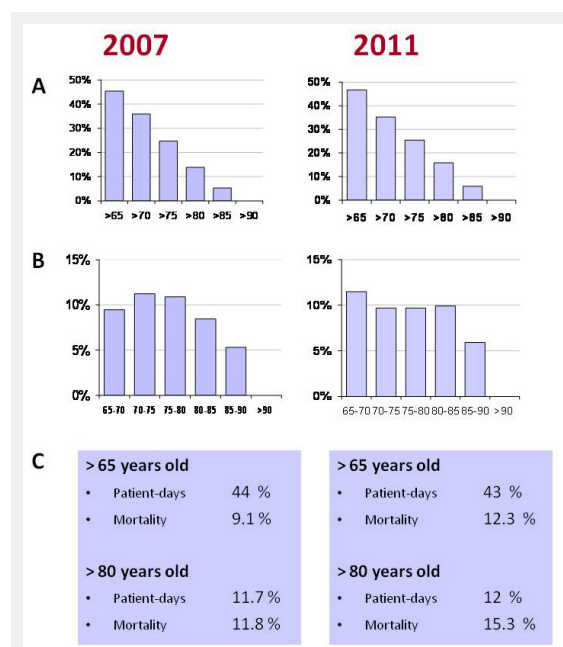 2007 2011
A
50% 50%
40% 40%
30% 30%
20% 20%
10% 10%
0% 0%
>65 >70 >75 >80 >85 >90 >65 >70 >75 >80 >85 >90
B
15% 15%
10% 10%
5% 5%
0% 0%
65-70 70-75 75-80 80-85 85-90 >90 65-70 70-75 75-80 80-85 85-90 >90
C
> 65 years old > 65 years old
• Patient-days 44 % • Patient-days 43 %
• Mortality 9.1 % • Mortality 12.3 %
> 80 years old > 80 years old
• Patient-days 11.7 % • Patient-days 12 %
• Mortality 11.8 % • Mortality 15.3 %